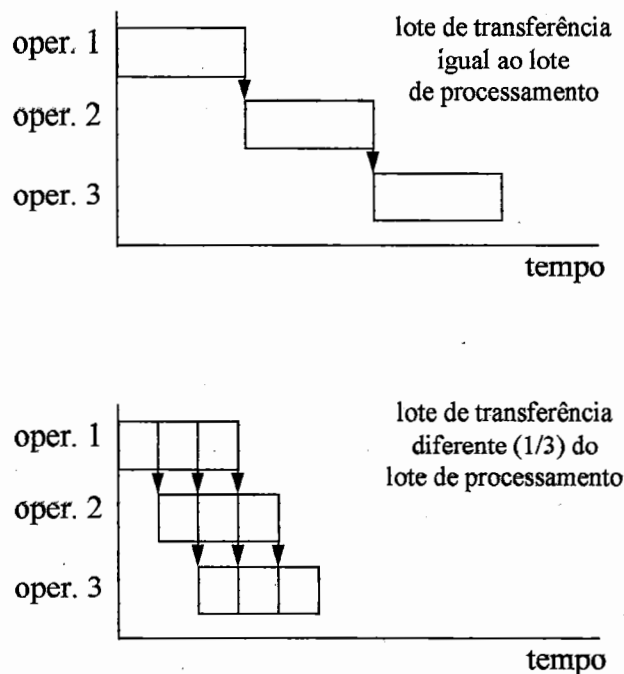 oper. 1
lote de transferência
igual ao lote
de processamento
oper. 2
oper. 3
tempo
oper. 1
lote de transferência
diferente (1/3) do
lote de processamento
oper. 2
oper. 3
tempo